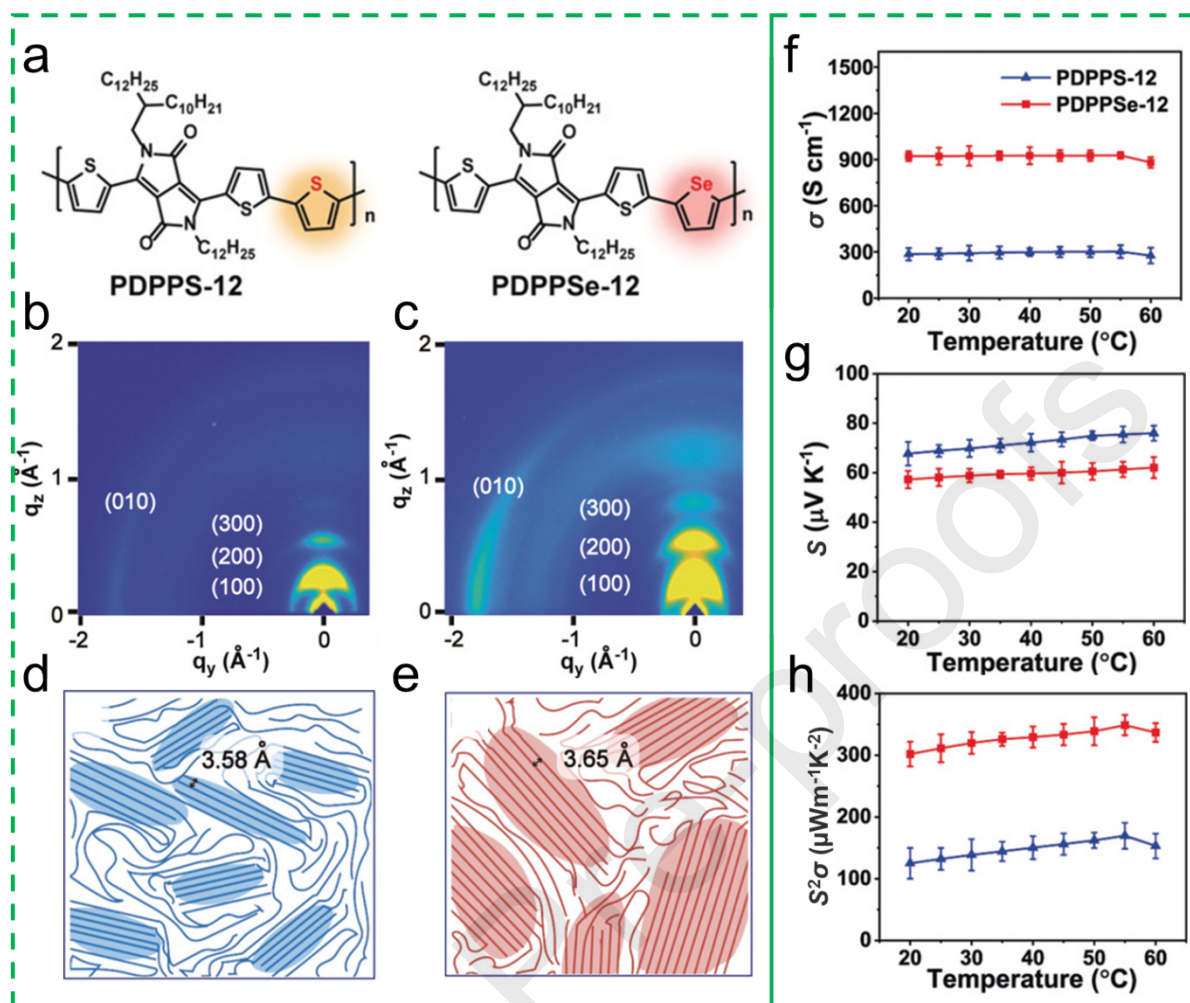 a
C₁₂H₂₅
C₁₀H₂₁
O
N
S
S
S
n
O
N
C₁₂H₂₅
PDPPS-12
C₁₂H₂₅
C₁₀H₂₁
O
N
S
Se
S
n
O
N
C₁₂H₂₅
PDPPSe-12
b
2
1
0
qz (Å⁻¹)
(010)
(300)
(200)
(100)
-2
-1
0
qy (Å⁻¹)
c
2
1
0
qz (Å⁻¹)
(010)
(300)
(200)
(100)
-2
-1
0
qy (Å⁻¹)
d
3.58 Å
e
3.65 Å
f
1500
1200
900
600
300
0
σ (S cm⁻¹)
PDPPS-12
PDPPSe-12
20 30 40 50 60
Temperature (°C)
g
100
80
60
40
20
0
S (µV K⁻¹)
20 30 40 50 60
Temperature (°C)
h
400
300
200
100
0
S²σ (µWm⁻¹K⁻²)
20 30 40 50 60
Temperature (°C)
proofs